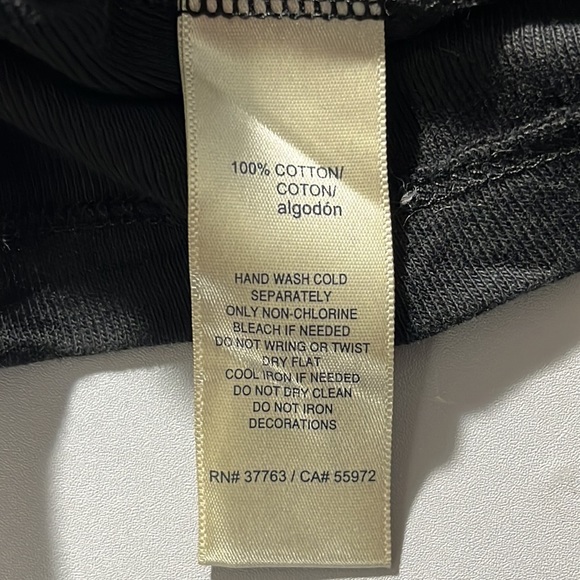 100% COTTON/
COTON/
algodón
HAND WASH COLD
SEPARATELY
ONLY NON-CHLORINE
BLEACH IF NEEDED
DO NOT WRING OR TWIST
DRY FLAT
COOL IRON IF NEEDED
DO NOT DRY CLEAN
DO NOT IRON
DECORATIONS
RN# 37763 / CA# 55972